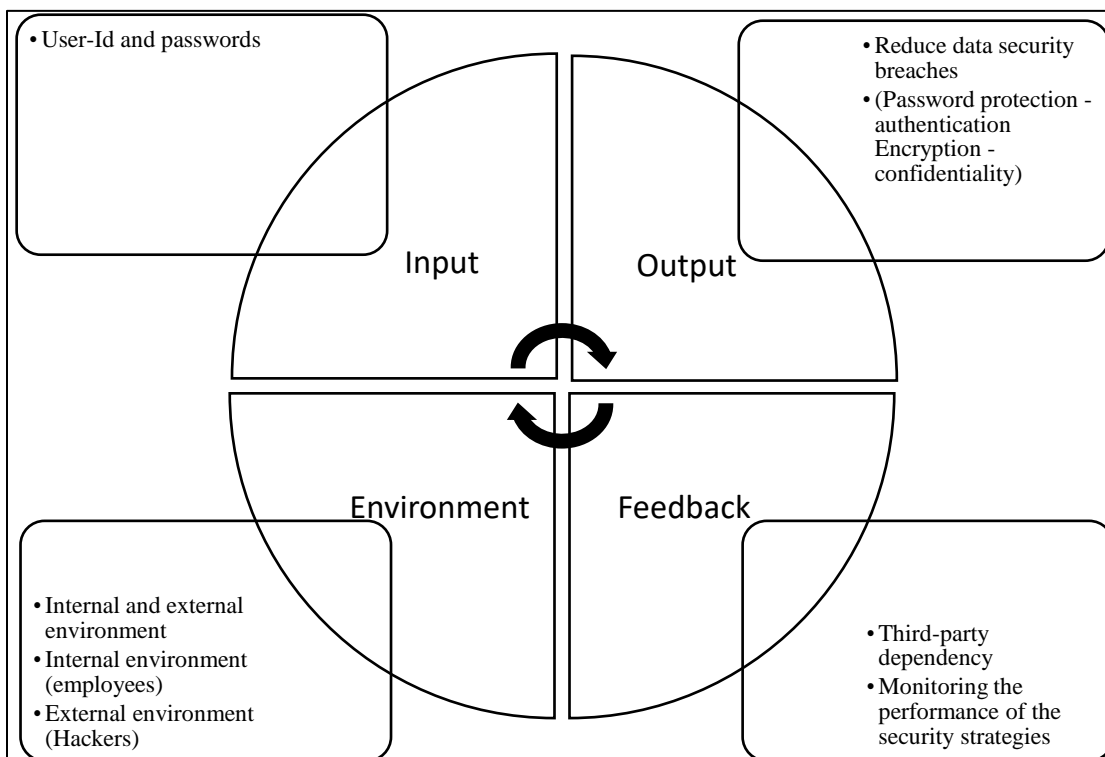 • User-Id and passwords
• Reduce data security
breaches
• (Password protection -
authentication
Encryption -
confidentiality)
Input
Output
Environment
Feedback
• Internal and external
environment
• Internal environment
(employees)
• External environment
(Hackers)
• Third-party
dependency
• Monitoring the
performance of the
security strategies